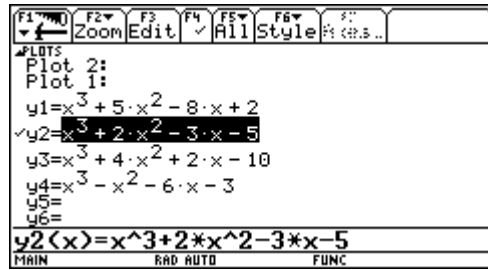 F1 F2 Zoom F3 Edit F4 ✓ F5 All F6 Style
PLOTS
Plot 2:
Plot 1:
y1=x³+5·x²-8·x+2
✓y2=x³+2·x²-3·x-5
y3=x³+4·x²+2·x-10
y4=x³-x²-6·x-3
y5=
y6=
y2(x)=x^3+2*x^2-3*x-5
MAIN RAD AUTO FUNC